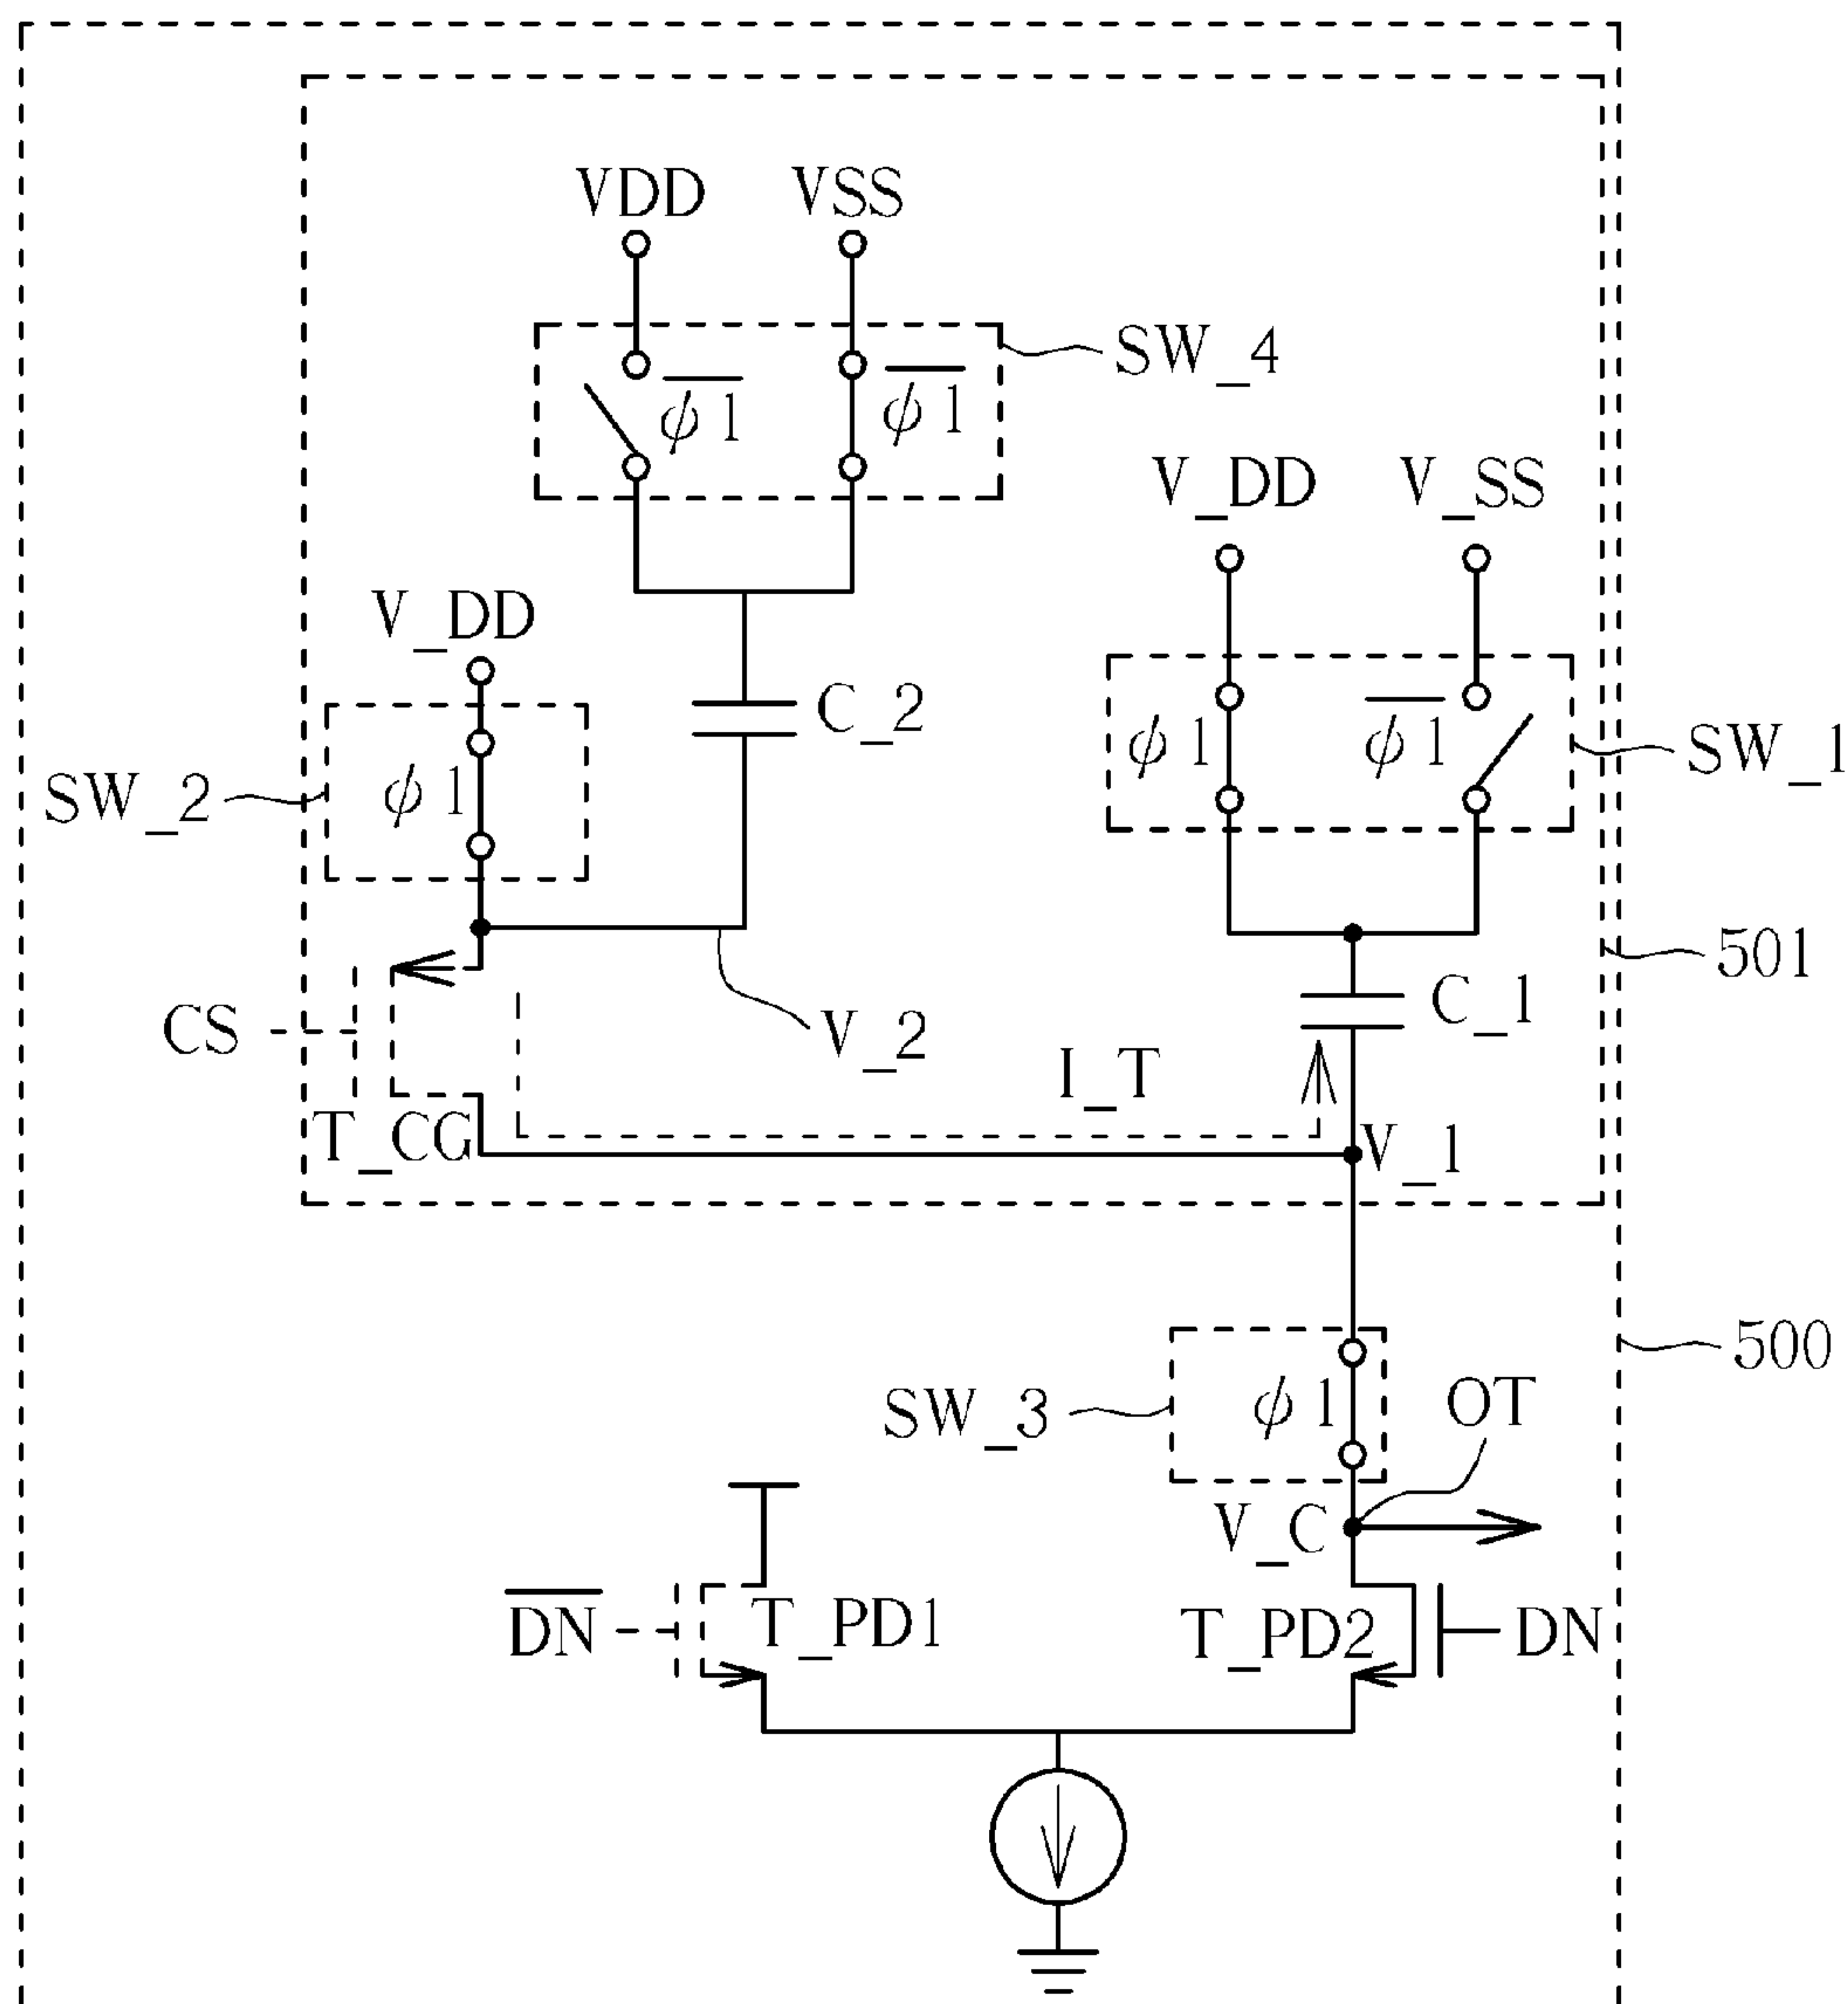 VDD VSS
SW_4
φ1̅ φ1̅
V_DD V_SS
V_DD
C_2
φ1 φ1̅
SW_1
SW_2
φ1
501
C_1
CS
V_2
I_T
T_CG
V_1
500
SW_3
φ1
OT
V_C
D̅N̅
T_PD1
T_PD2
DN